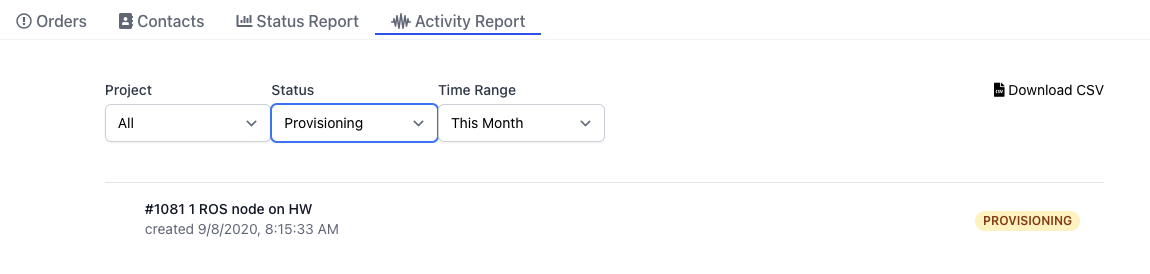 Orders Contacts Status Report Activity Report
Project Status Time Range Download CSV
All Provisioning This Month
#1081 1 ROS node on HW
PROVISIONING
created 9/8/2020, 8:15:33 AM